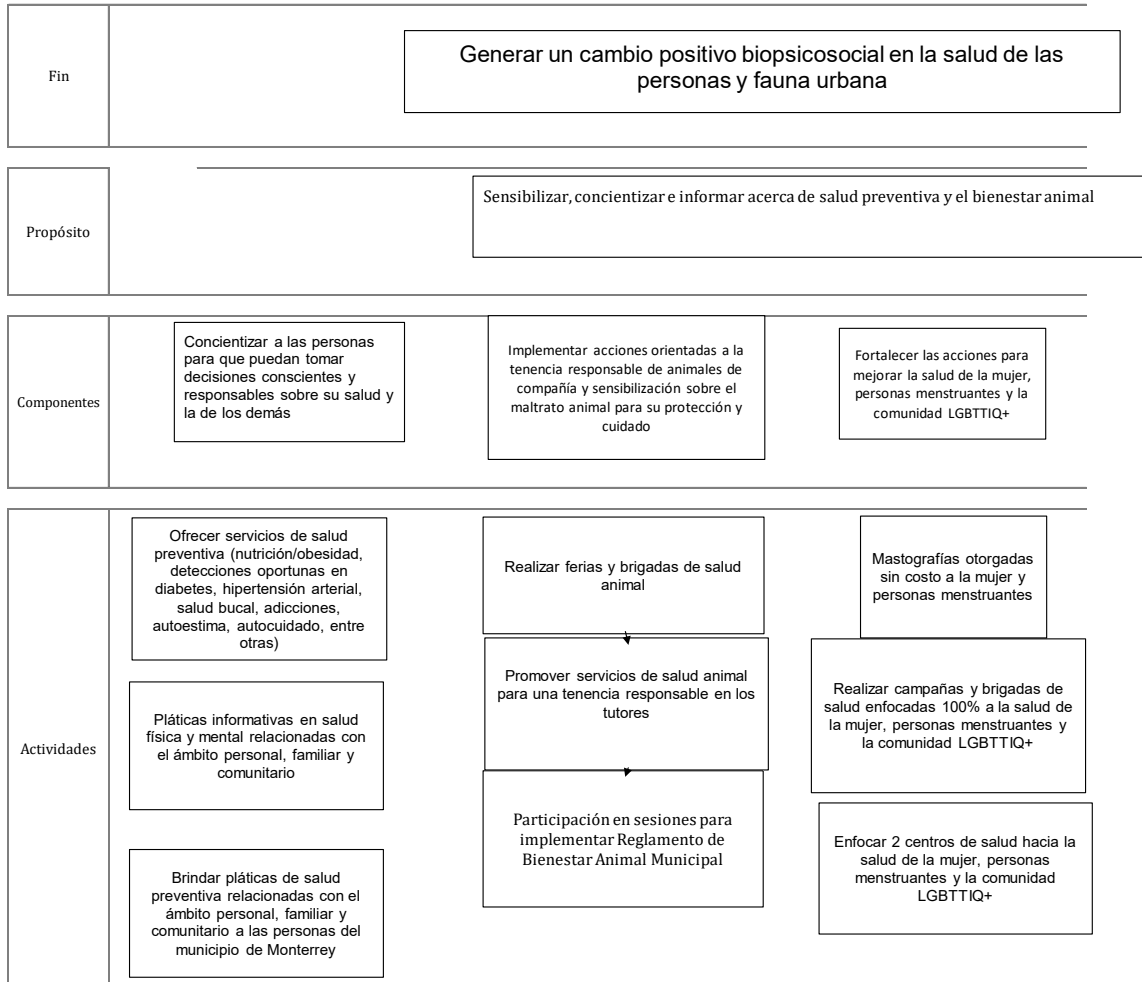 Fin
Generar un cambio positivo biopsicosocial en la salud de las
personas y fauna urbana
Propósito
Sensibilizar, concientizar e informar acerca de salud preventiva y el bienestar animal
Componentes
Concientizar a las personas
para que puedan tomar
decisiones conscientes y
responsables sobre su salud y
la de los demás
Implementar acciones orientadas a la
tenencia responsable de animales de
compañía y sensibilización sobre el
maltrato animal para su protección y
cuidado
Fortalecer las acciones para
mejorar la salud de la mujer,
personas menstruantes y la
comunidad LGBTTIQ+
Actividades
Ofrecer servicios de salud
preventiva (nutrición/obesidad,
detecciones oportunas en
diabetes, hipertensión arterial,
salud bucal, adicciones,
autoestima, autocuidado, entre
otras)
Pláticas informativas en salud
física y mental relacionadas con
el ámbito personal, familiar y
comunitario
Brindar pláticas de salud
preventiva relacionadas con el
ámbito personal, familiar y
comunitario a las personas del
municipio de Monterrey
Realizar ferias y brigadas de salud
animal
Promover servicios de salud animal
para una tenencia responsable en los
tutores
Participación en sesiones para
implementar Reglamento de
Bienestar Animal Municipal
Mastografías otorgadas
sin costo a la mujer y
personas menstruantes
Realizar campañas y brigadas de
salud enfocadas 100% a la salud de
la mujer, personas menstruantes y
la comunidad LGBTTIQ+
Enfocar 2 centros de salud hacia la
salud de la mujer, personas
menstruantes y la comunidad
LGBTTIQ+